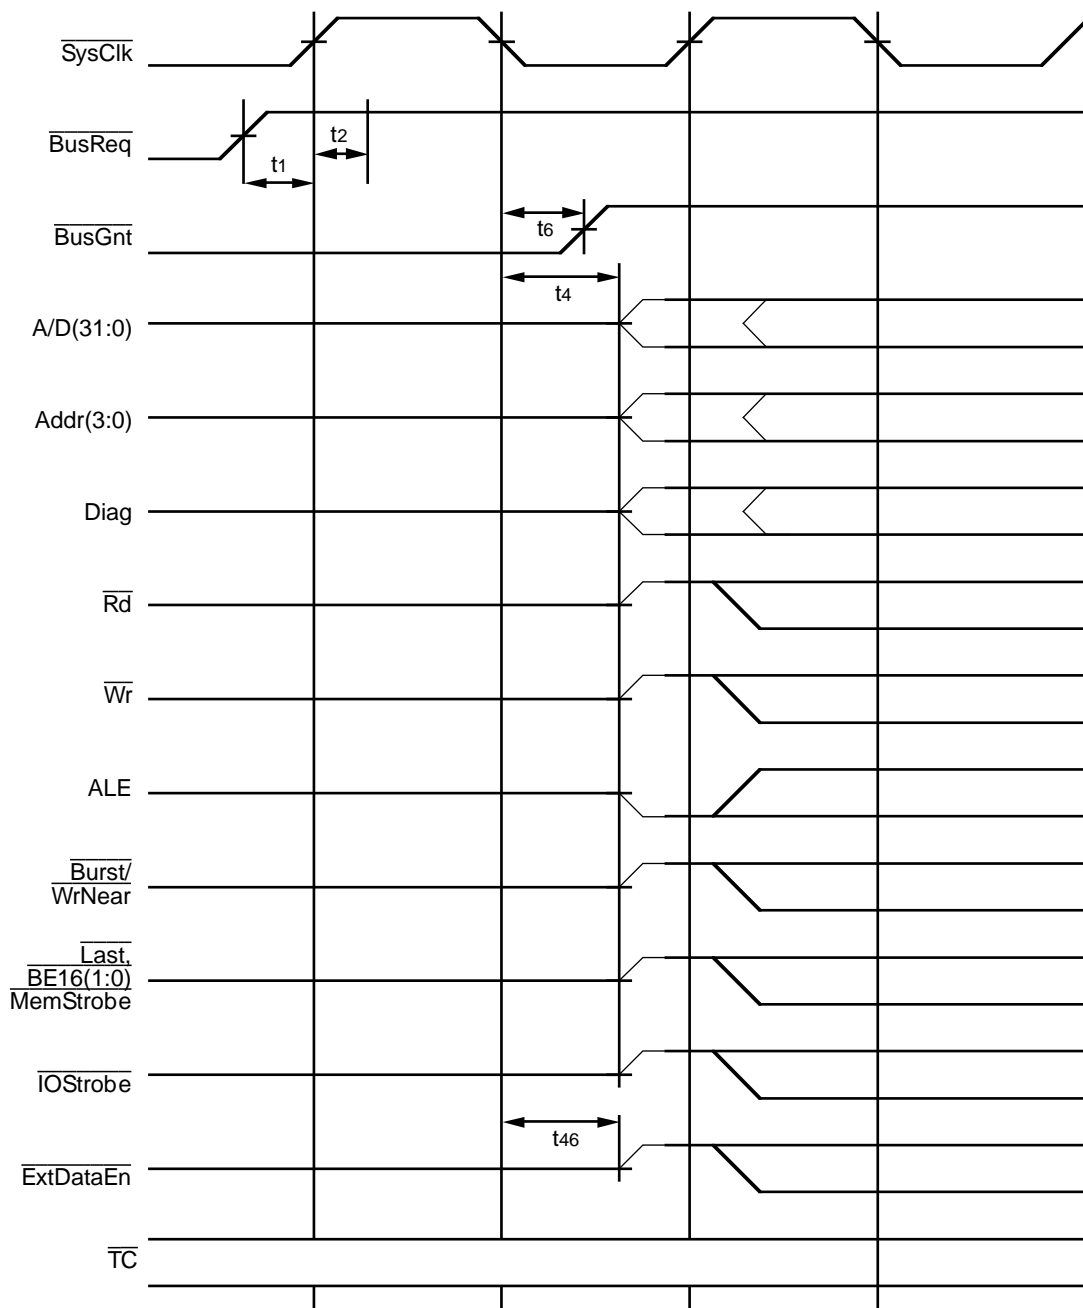 SysClk
BusReq
t1
t2
BusGnt
t6
t4
A/D(31:0)
Addr(3:0)
Diag
Rd
Wr
ALE
Burst/
WrNear
Last,
BE16(1:0)
MemStrobe
IOStrobe
t46
ExtDataEn
TC